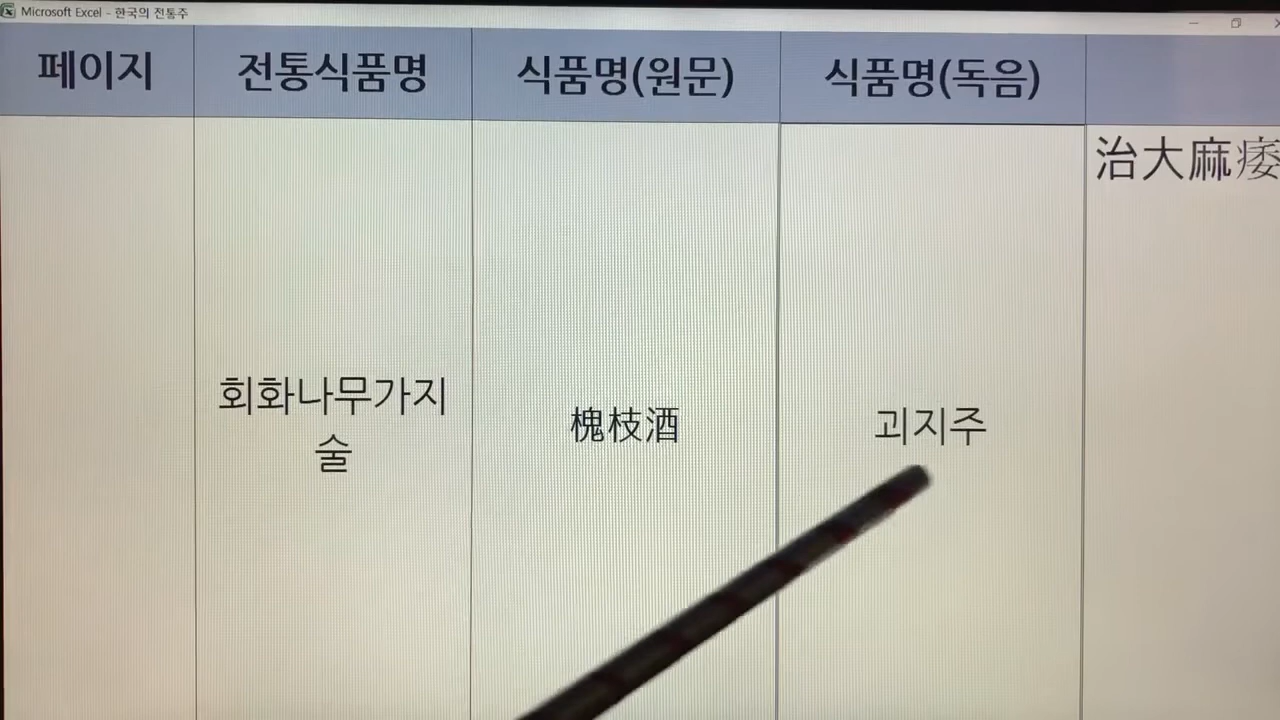 Microsoft Excel - 한국의 전통주
페이지
전통식품명
식품명(원문)
식품명(독음)
治大麻痿
회화나무가지
술
槐枝酒
괴지주